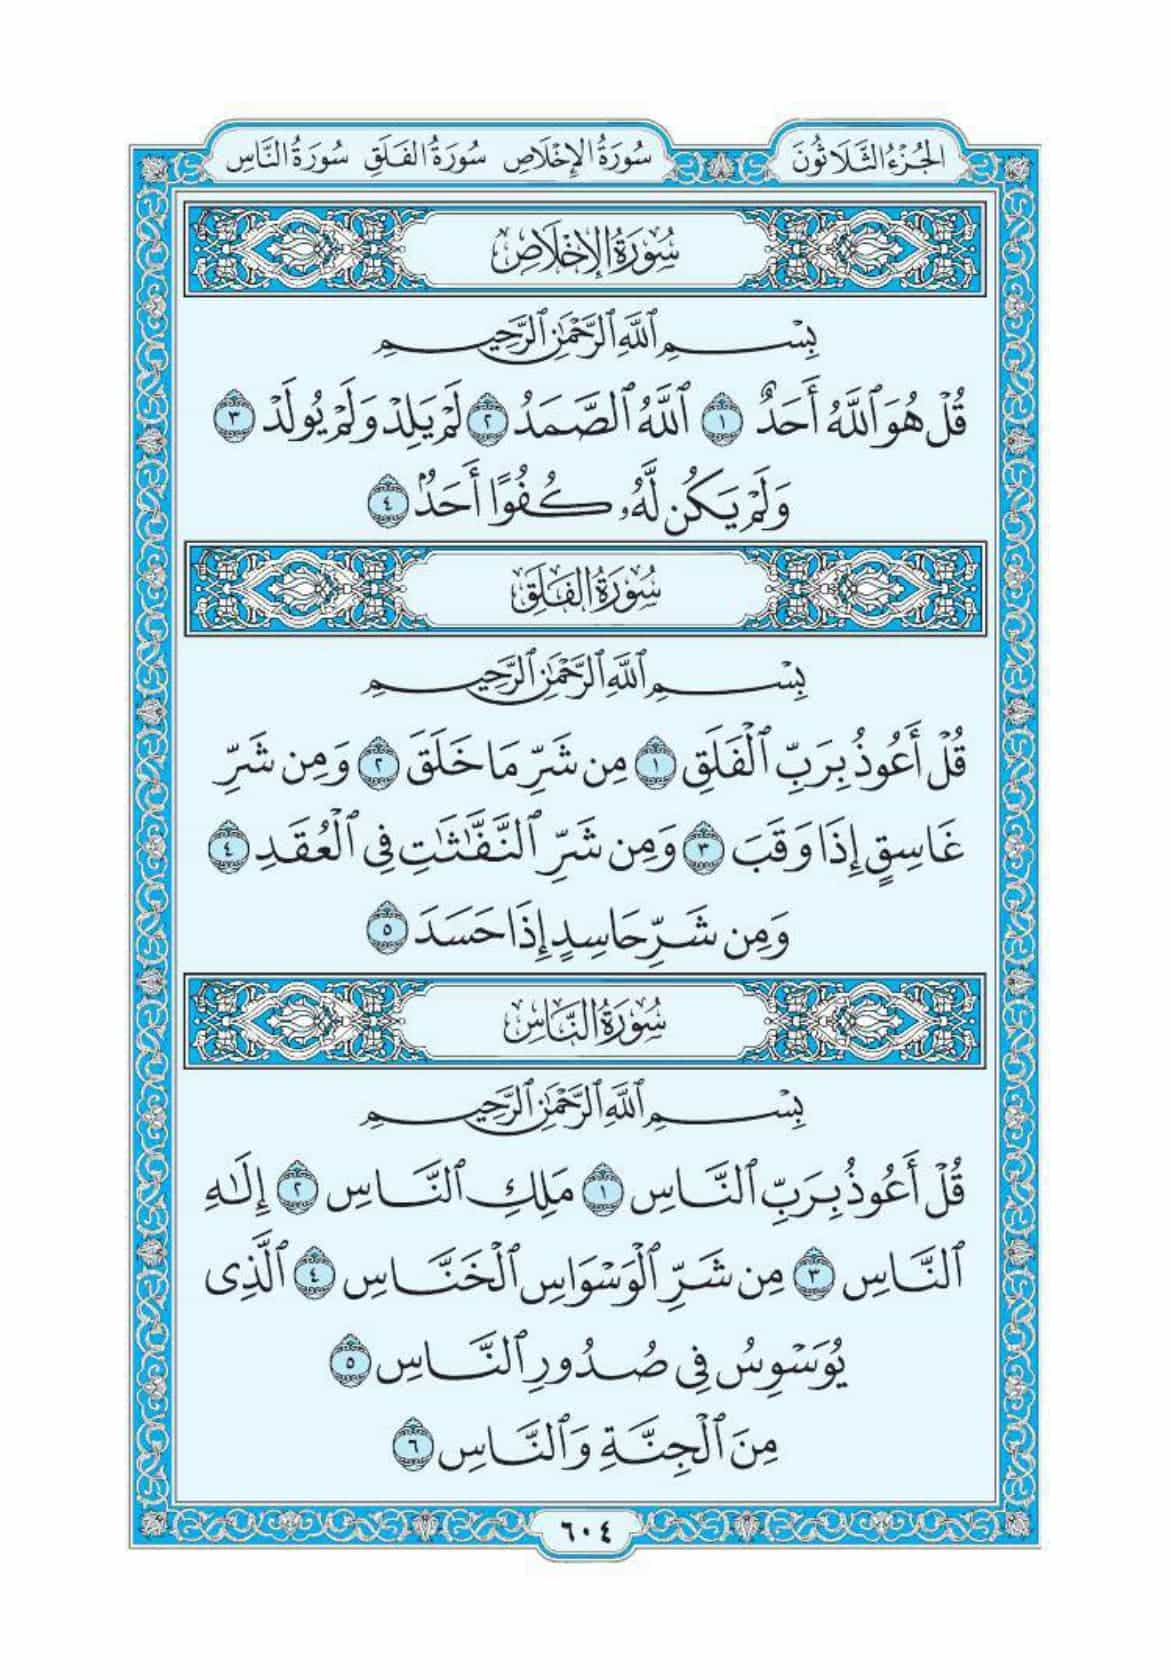 الجُزْءُ الثَّلَاثُونَ
سُورَةُ الإِخْلَاصِ سُورَةُ الفَلَقِ سُورَةُ النَّاسِ
سُورَةُ الإِخْلَاصِ
بِسْمِ ٱللَّهِ ٱلرَّحْمَٰنِ ٱلرَّحِيمِ
قُلْ هُوَ ٱللَّهُ أَحَدٌ ١ ٱللَّهُ ٱلصَّمَدُ ٢ لَمْ يَلِدْ وَلَمْ يُولَدْ ٣
وَلَمْ يَكُن لَّهُۥ كُفُوًا أَحَدٌۢ ٤
سُورَةُ الفَلَقِ
بِسْمِ ٱللَّهِ ٱلرَّحْمَٰنِ ٱلرَّحِيمِ
قُلْ أَعُوذُ بِرَبِّ ٱلْفَلَقِ ١ مِن شَرِّ مَا خَلَقَ ٢ وَمِن شَرِّ
غَاسِقٍ إِذَا وَقَبَ ٣ وَمِن شَرِّ ٱلنَّفَّٰثَٰتِ فِى ٱلْعُقَدِ ٤
وَمِن شَرِّ حَاسِدٍ إِذَا حَسَدَ ٥
سُورَةُ النَّاسِ
بِسْمِ ٱللَّهِ ٱلرَّحْمَٰنِ ٱلرَّحِيمِ
قُلْ أَعُوذُ بِرَبِّ ٱلنَّاسِ ١ مَلِكِ ٱلنَّاسِ ٢ إِلَٰهِ
ٱلنَّاسِ ٣ مِن شَرِّ ٱلْوَسْوَاسِ ٱلْخَنَّاسِ ٤ ٱلَّذِى
يُوَسْوِسُ فِى صُدُورِ ٱلنَّاسِ ٥
مِنَ ٱلْجِنَّةِ وَٱلنَّاسِ ٦
٦٠٤